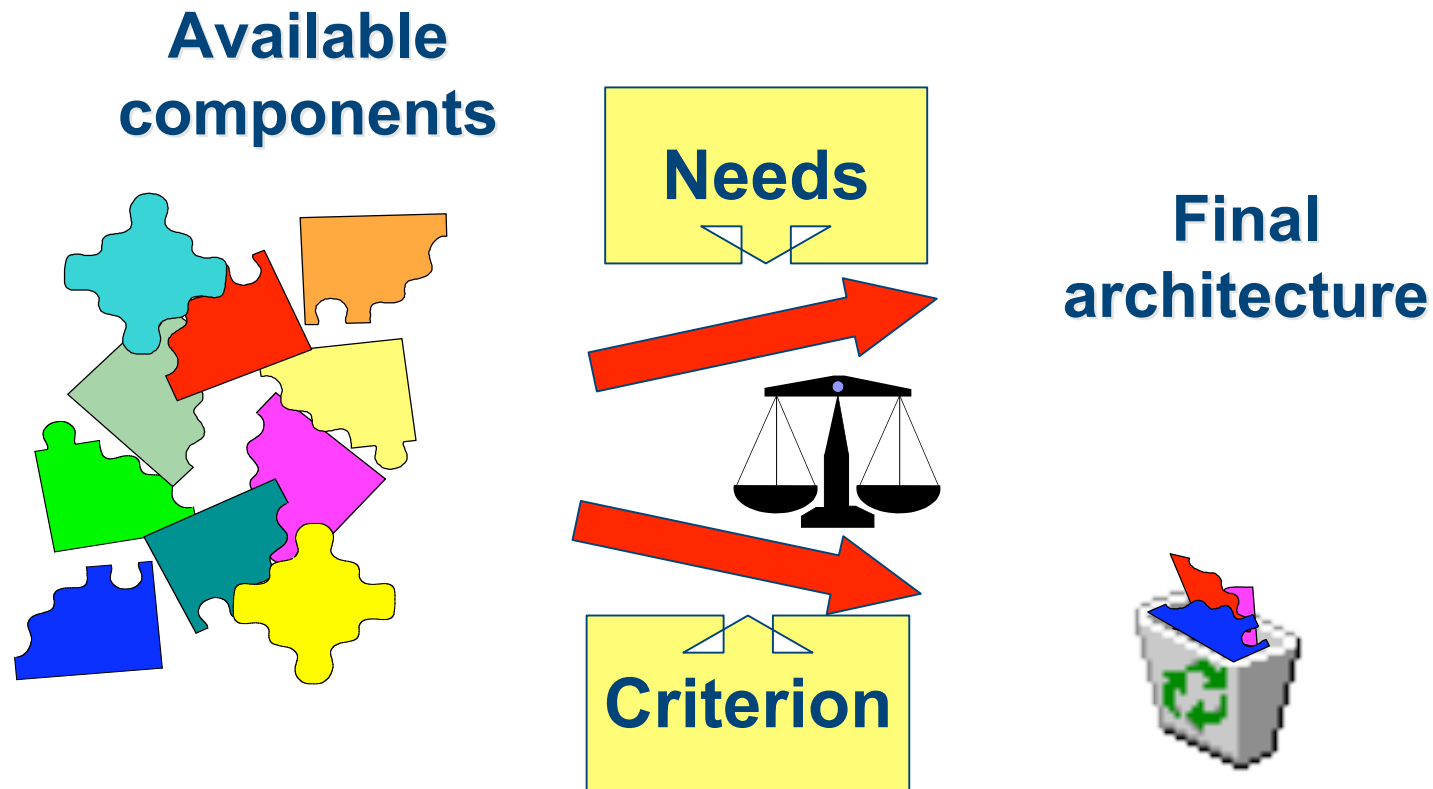 Available
components
Needs
Final
architecture
Criterion